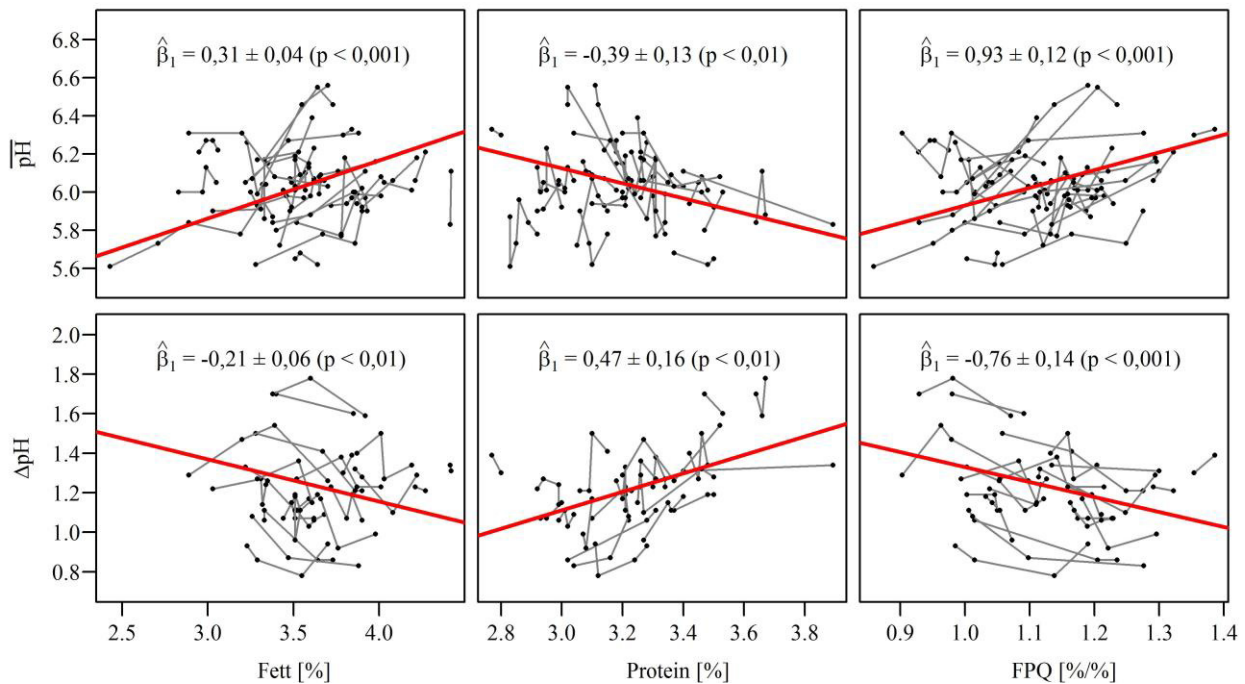 β̂₁ = 0,31 ± 0,04 (p < 0,001)
β̂₁ = -0,39 ± 0,13 (p < 0,01)
β̂₁ = 0,93 ± 0,12 (p < 0,001)
6.8
6.6
6.4
6.2
6.0
5.8
5.6
p̅H̅
β̂₁ = -0,21 ± 0,06 (p < 0,01)
β̂₁ = 0,47 ± 0,16 (p < 0,01)
β̂₁ = -0,76 ± 0,14 (p < 0,001)
2.0
1.8
1.6
1.4
1.2
1.0
0.8
ΔpH
2.5 3.0 3.5 4.0
2.8 3.0 3.2 3.4 3.6 3.8
0.9 1.0 1.1 1.2 1.3 1.4
Fett [%]
Protein [%]
FPQ [%/%]